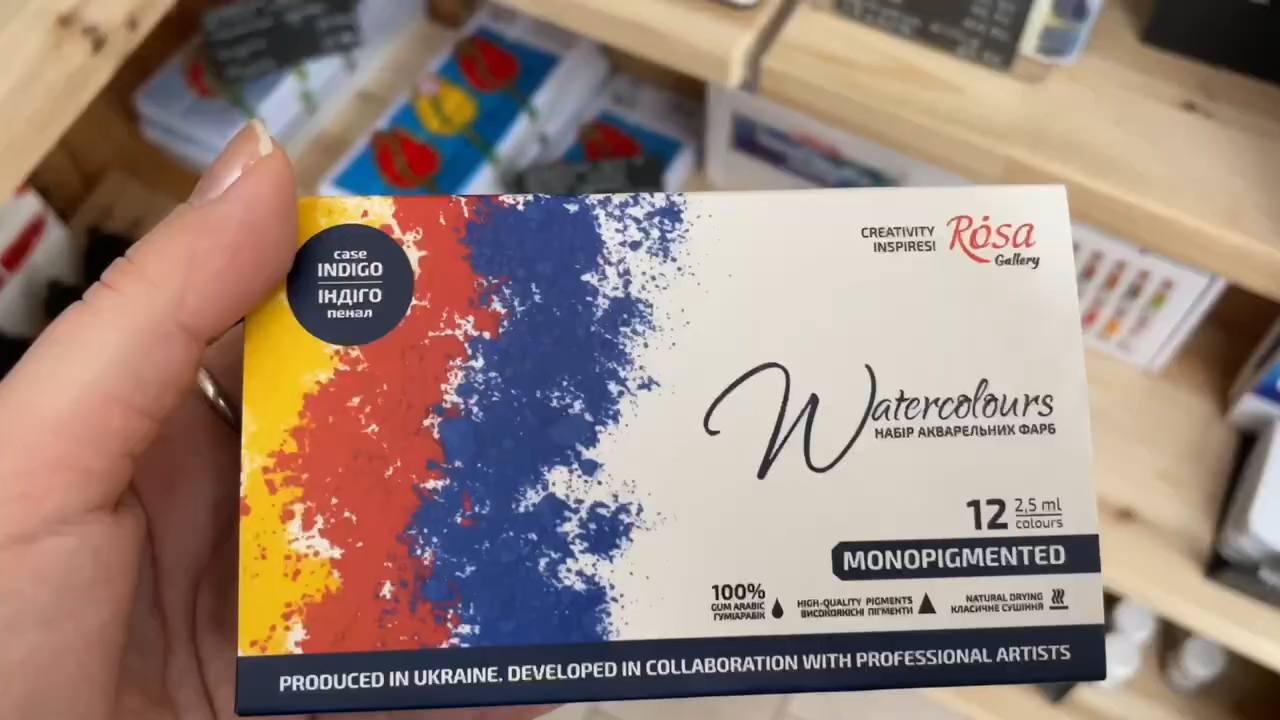 case
INDIGO
ІНДІГО
пенал
CREATIVITY
INSPIRES!
Rósa
Gallery
Watercolours
НАБІР АКВАРЕЛЬНИХ ФАРБ
12 2,5 ml
colours
MONOPIGMENTED
100%
GUM ARABIC
ГУМІАРАБІК
HIGH-QUALITY PIGMENTS
ВИСОКОЯКІСНІ ПІГМЕНТИ
NATURAL DRYING
КЛАСИЧНЕ СУШІННЯ
PRODUCED IN UKRAINE. DEVELOPED IN COLLABORATION WITH PROFESSIONAL ARTISTS